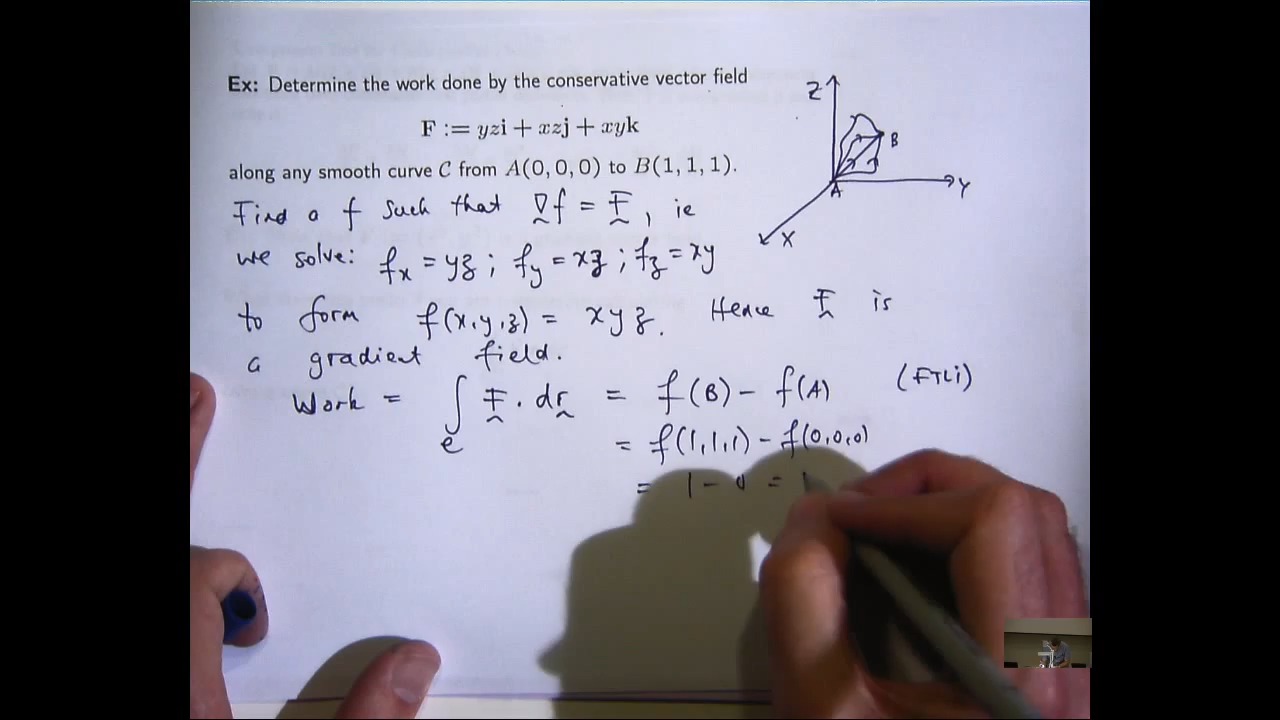 Ex: Determine the work done by the conservative vector field
F := yzi + xzj + xyk
along any smooth curve C from A(0, 0, 0) to B(1, 1, 1).
Z
B
A
Y
X
Find a f such that ∇f = F, ie
we solve: fx = yz ; fy = xz ; fz = xy
to form f(x,y,z) = xyz. Hence F is
a gradient field.
Work = ∫C F · dr = f(B) - f(A) (FTLi)
= f(1,1,1) - f(0,0,0)
= 1 - 0 = 1